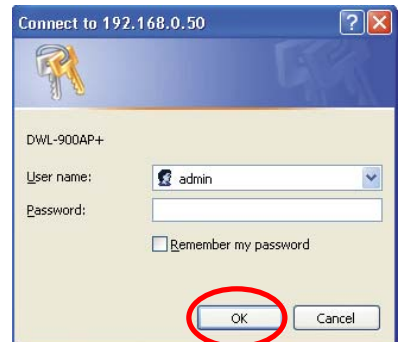 Connect to 192.168.0.50
DWL-900AP+
User name:
admin
Password:
Remember my password
OK
Cancel